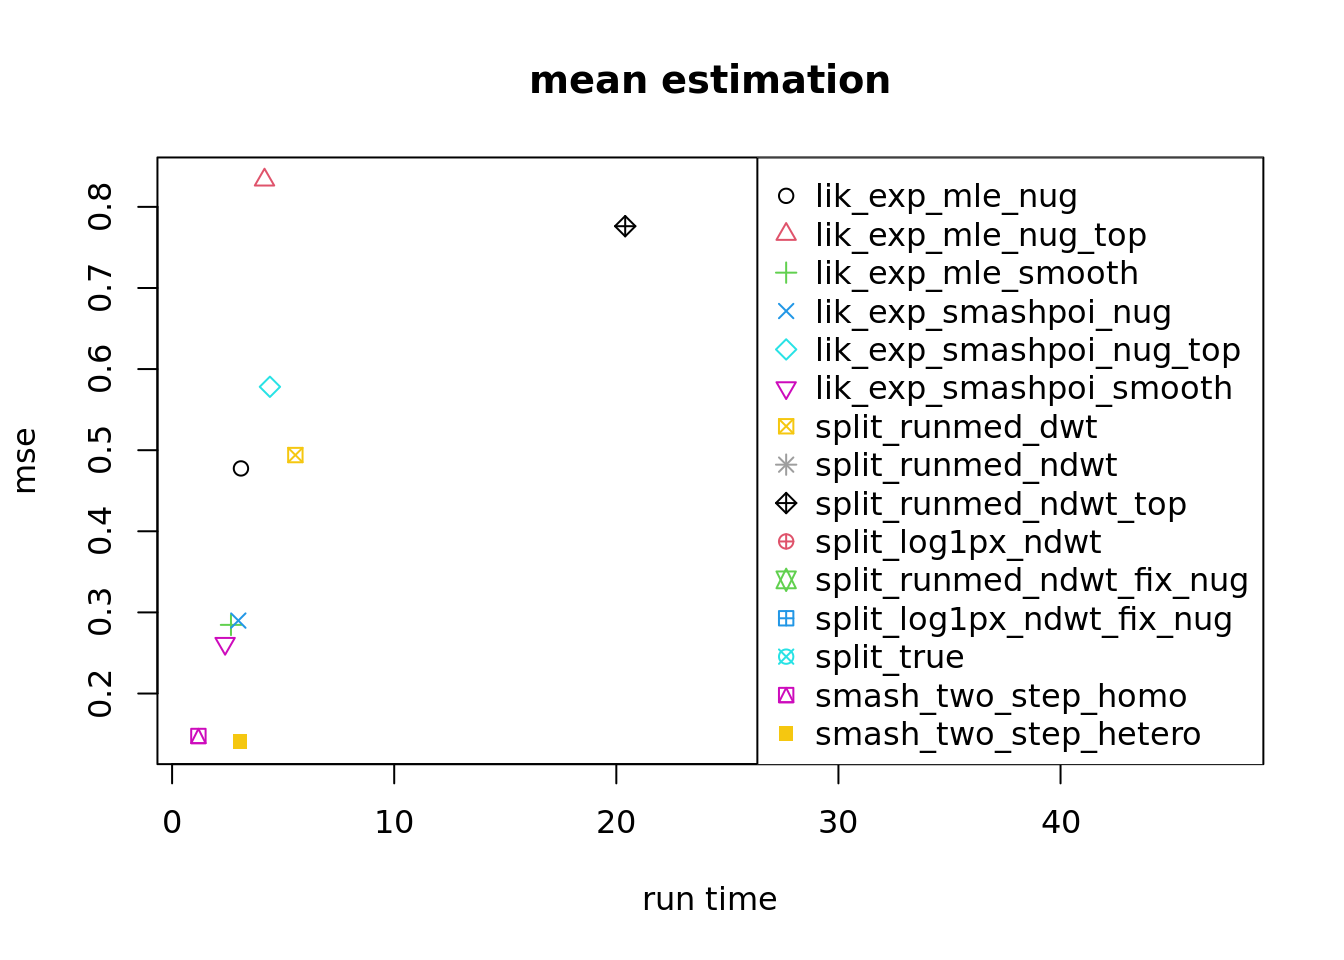 mean estimation
mse
0.8
0.7
0.6
0.5
0.4
0.3
0.2
lik_exp_mle_nug
lik_exp_mle_nug_top
lik_exp_mle_smooth
lik_exp_smashpoi_nug
lik_exp_smashpoi_nug_top
lik_exp_smashpoi_smooth
split_runmed_dwt
split_runmed_ndwt
split_runmed_ndwt_top
split_log1px_ndwt
split_runmed_ndwt_fix_nug
split_log1px_ndwt_fix_nug
split_true
smash_two_step_homo
smash_two_step_hetero
0 10 20 30 40
run time